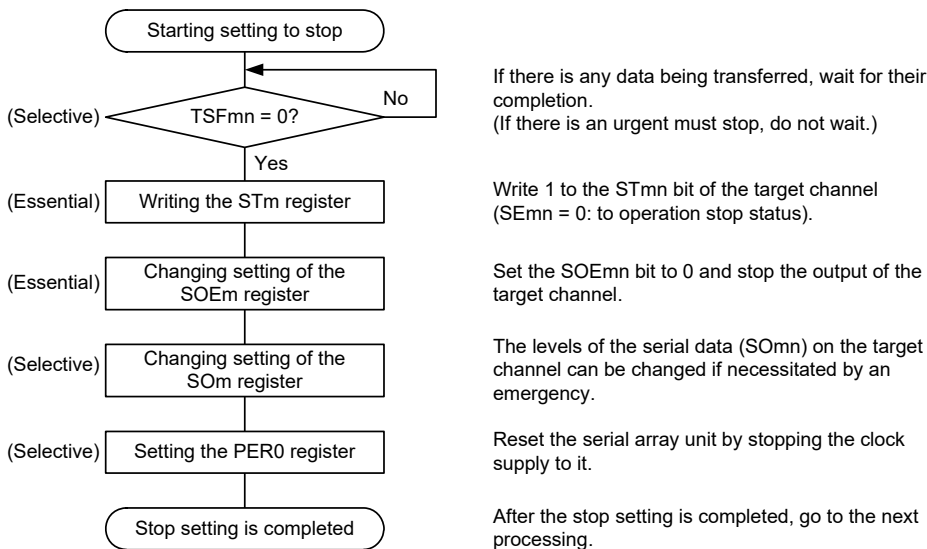 Starting setting to stop
No
If there is any data being transferred, wait for their
completion.
(If there is an urgent must stop, do not wait.)
(Selective)
TSFmn = 0?
Yes
(Essential)
Writing the STm register
Write 1 to the STmn bit of the target channel
(SEmn = 0: to operation stop status).
(Essential)
Changing setting of the
SOEm register
Set the SOEmn bit to 0 and stop the output of the
target channel.
(Selective)
Changing setting of the
SOm register
The levels of the serial data (SOmn) on the target
channel can be changed if necessitated by an
emergency.
(Selective)
Setting the PER0 register
Reset the serial array unit by stopping the clock
supply to it.
Stop setting is completed
After the stop setting is completed, go to the next
processing.